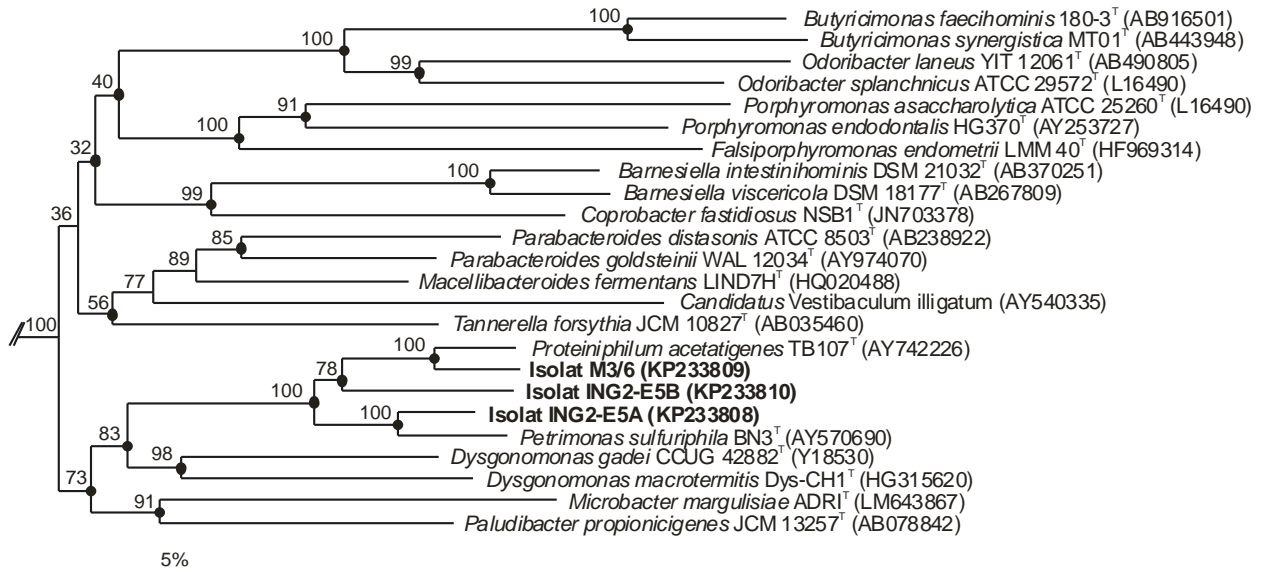 100 Butyricimonas faecihominis 180-3ᵀ (AB916501)
Butyricimonas synergistica MT01ᵀ (AB443948)
100
99 Odoribacter laneus YIT 12061ᵀ (AB490805)
Odoribacter splanchnicus ATCC 29572ᵀ (L16490)
40
91 Porphyromonas asaccharolytica ATCC 25260ᵀ (L16490)
100 Porphyromonas endodontalis HG370ᵀ (AY253727)
Falsiporphyromonas endometrii LMM 40ᵀ (HF969314)
32
100 Barnesiella intestinihominis DSM 21032ᵀ (AB370251)
99 Barnesiella viscericola DSM 18177ᵀ (AB267809)
Coprobacter fastidiosus NSB1ᵀ (JN703378)
36
85 Parabacteroides distasonis ATCC 8503ᵀ (AB238922)
89 Parabacteroides goldsteinii WAL 12034ᵀ (AY974070)
77 Macellibacteroides fermentans LIND7Hᵀ (HQ020488)
56 Candidatus Vestibaculum illigatum (AY540335)
Tannerella forsythia JCM 10827ᵀ (AB035460)
100
100 Proteiniphilum acetatigenes TB107ᵀ (AY742226)
78 Isolat M3/6 (KP233809)
100 Isolat ING2-E5B (KP233810)
100 Isolat ING2-E5A (KP233808)
Petrimonas sulfuriphila BN3ᵀ (AY570690)
83
98 Dysgonomonas gadei CCUG 42882ᵀ (Y18530)
73 Dysgonomonas macrotermitis Dys-CH1ᵀ (HG315620)
91 Microbacter margulisiae ADRIᵀ (LM643867)
Paludibacter propionicigenes JCM 13257ᵀ (AB078842)
5%